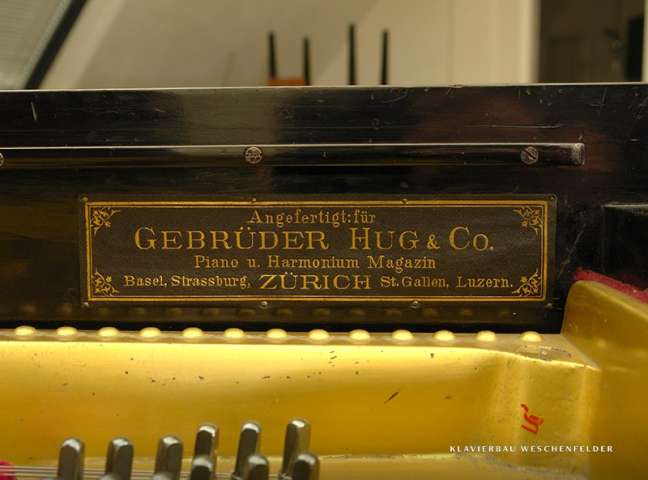 Angefertigt:für
GEBRÜDER HUG & Co.
Piano u. Harmonium Magazin
Basel, Strassburg, ZÜRICH St. Gallen, Luzern.
KLAVIERBAU WESCHENFELDER